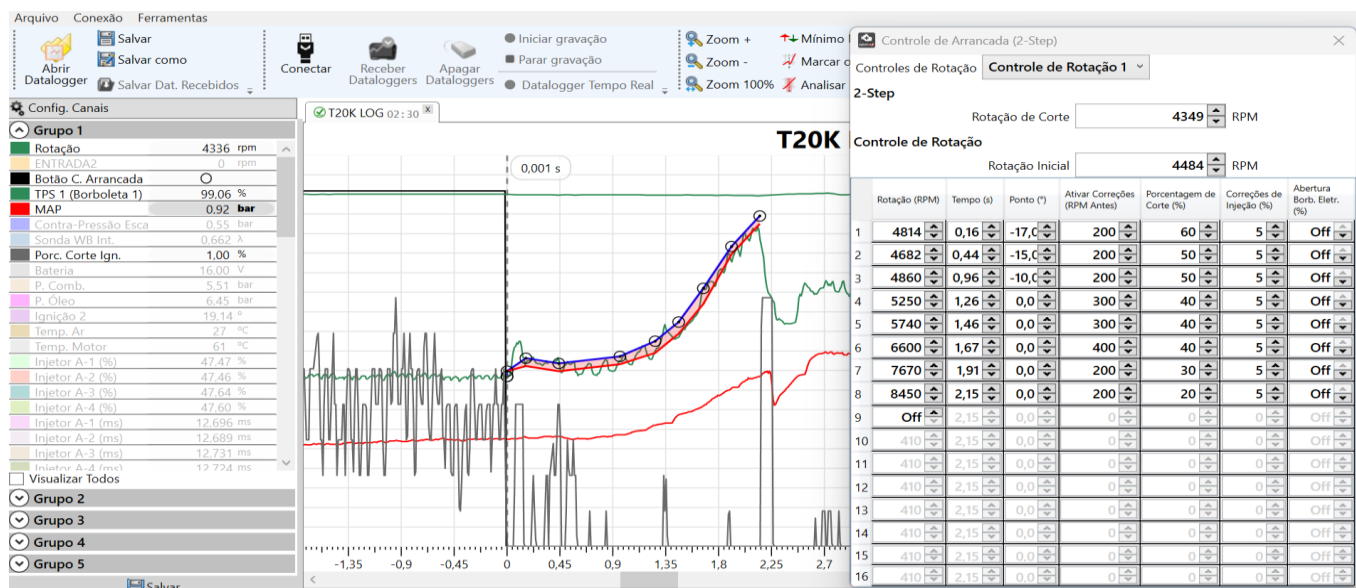 Arquivo Conexão Ferramentas
Abrir Datalogger
Salvar
Salvar como
Salvar Dat. Recebidos
Conectar
Receber Dataloggers
Apagar Dataloggers
Iniciar gravação
Parar gravação
Datalogger Tempo Real
Zoom +
Zoom -
Zoom 100%
Mínimo
Marcar o
Analisar
Config. Canais
Grupo 1
Rotação 4336 rpm
ENTRADA2 0 rpm
Botão C. Arrancada
TPS 1 (Borboleta 1) 99.06 %
MAP 0.92 bar
Contra-Pressão Esca 0.55 bar
Sonda WB Int. 0.662 λ
Porc. Corte Ign. 1.00 %
Bateria 16.00 V
P. Comb. 5.51 bar
P. Óleo 6.45 bar
Ignição 2 19.14 °
Temp. Ar 27 ºC
Temp. Motor 61 ºC
Injetor A-1 (%) 47.47 %
Injetor A-2 (%) 47.46 %
Injetor A-3 (%) 47.64 %
Injetor A-4 (%) 47.60 %
Injetor A-1 (ms) 12.696 ms
Injetor A-2 (ms) 12.689 ms
Injetor A-3 (ms) 12.731 ms
Injetor A-4 (ms) 12.724 ms
Visualizar Todos
Grupo 2
Grupo 3
Grupo 4
Grupo 5
Salvar
T20K LOG 02:30 x
T20K
0,001 s
-1,35 -0,9 -0,45 0 0,45 0,9 1,35 1,8 2,25 2,7
Controle de Arrancada (2-Step)
Controles de Rotação Controle de Rotação 1
2-Step
Rotação de Corte 4349 RPM
Controle de Rotação
Rotação Inicial 4484 RPM
Rotação (RPM) Tempo (s) Ponto (°) Ativar Correções (RPM Antes) Porcentagem de Corte (%) Correções de Injeção (%) Abertura Borb. Eletr. (%)
1 4814 0,16 -17,0 200 60 5 Off
2 4682 0,44 -15,0 200 50 5 Off
3 4860 0,96 -10,0 200 50 5 Off
4 5250 1,26 0,0 300 40 5 Off
5 5740 1,46 0,0 300 40 5 Off
6 6600 1,67 0,0 400 40 5 Off
7 7670 1,91 0,0 200 30 5 Off
8 8450 2,15 0,0 200 20 5 Off
9 Off 2,15 0,0 0 0 0 Off
10 410 2,15 0,0 0 0 0 Off
11 410 2,15 0,0 0 0 0 Off
12 410 2,15 0,0 0 0 0 Off
13 410 2,15 0,0 0 0 0 Off
14 410 2,15 0,0 0 0 0 Off
15 410 2,15 0,0 0 0 0 Off
16 410 2,15 0,0 0 0 0 Off